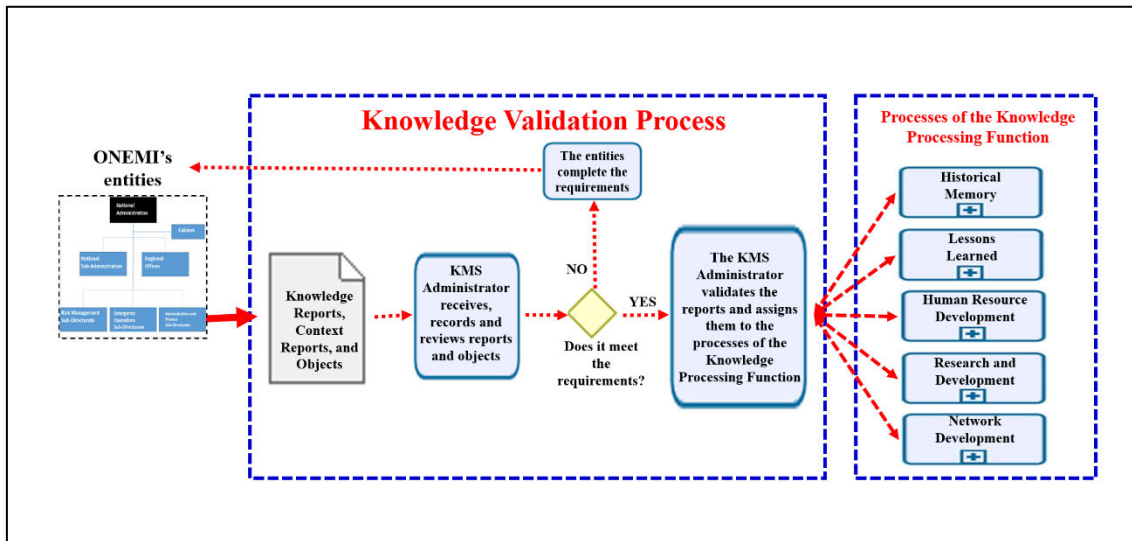 Knowledge Validation Process
Processes of the Knowledge
Processing Function
ONEMI's
entities
National
Administration
Cabinet
National
Sub-Administration
Regional
Offices
Risk Management
Sub-Directorate
Emergency
Operations
Sub-Directorate
Administration and
Finance
Sub-Directorate
The entities
complete the
requirements
Knowledge
Reports,
Context
Reports, and
Objects
KMS
Administrator
receives,
records and
reviews reports
and objects
NO
YES
Does it meet
the
requirements?
The KMS
Administrator
validates the
reports and assigns
them to the
processes of the
Knowledge
Processing Function
Historical
Memory
Lessons
Learned
Human Resource
Development
Research and
Development
Network
Development